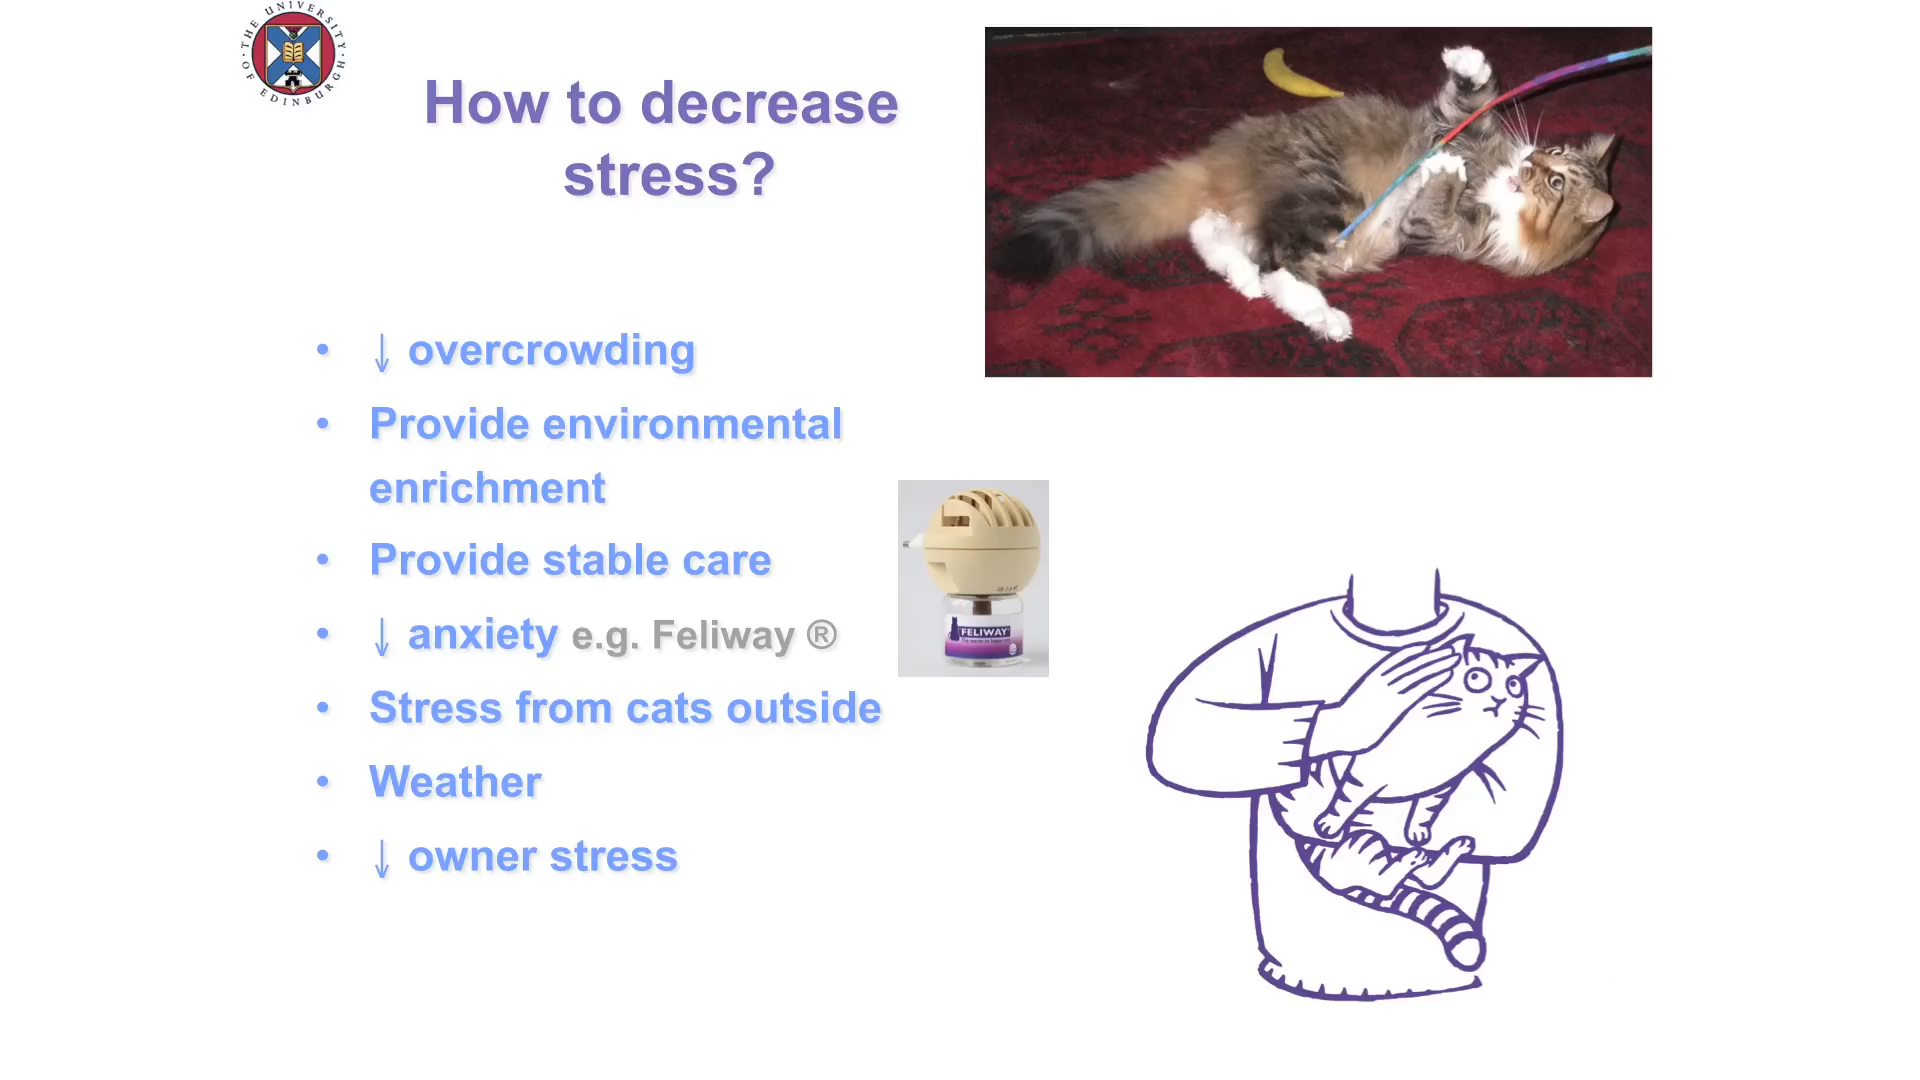 THE UNIVERSITY OF EDINBURGH
How to decrease
stress?
• ↓ overcrowding
• Provide environmental
enrichment
• Provide stable care
• ↓ anxiety e.g. Feliway ®
• Stress from cats outside
• Weather
• ↓ owner stress
FELIWAY